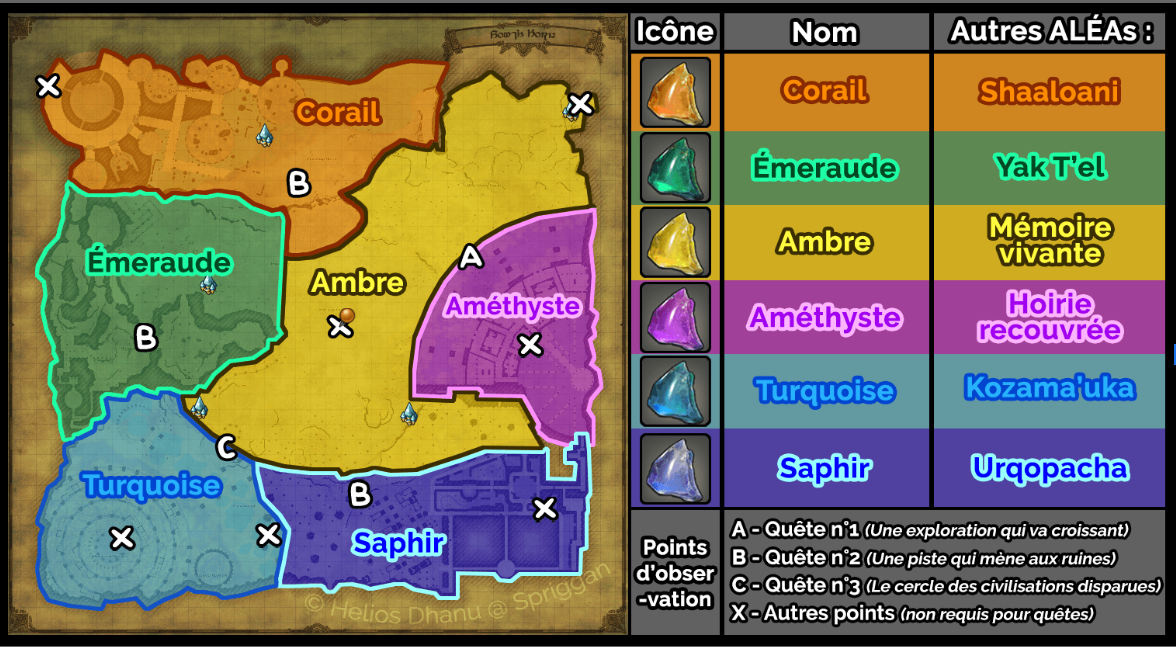 Corail
X
X
B
A
Émeraude
Ambre
Améthyste
X
X
B
C
Turquoise
B
X
X
X
Saphir
© Helios Dhanu @ Spriggan
Icône
Nom
Autres ALÉAs :
Corail
Shaaloani
Émeraude
Yak T'el
Ambre
Mémoire
vivante
Améthyste
Hoirie
recouvrée
Turquoise
Kozama'uka
Saphir
Urqopacha
Points
d'obser
-vation
A - Quête n°1 (Une exploration qui va croissant)
B - Quête n°2 (Une piste qui mène aux ruines)
C - Quête n°3 (Le cercle des civilisations disparues)
X - Autres points (non requis pour quêtes)